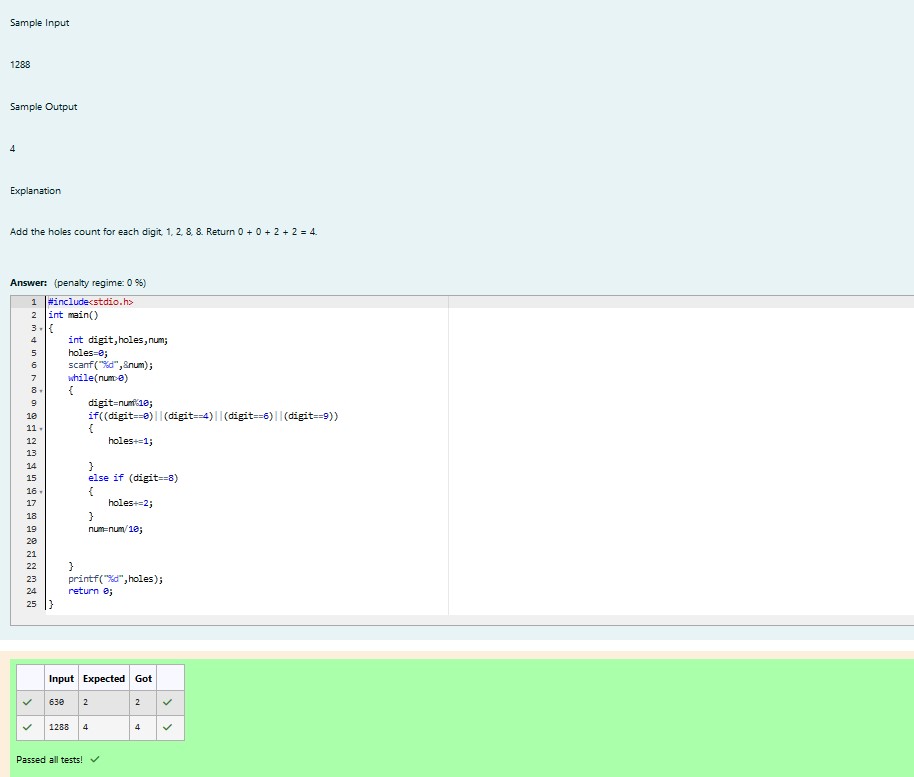 Sample Input
1288
Sample Output
4
Explanation
Add the holes count for each digit, 1, 2, 8, 8. Return 0 + 0 + 2 + 2 = 4.
Answer: (penalty regime: 0 %)
1 #include<stdio.h>
2 int main()
3 {
4 int digit,holes,num;
5 holes=0;
6 scanf("%d",&num);
7 while(num>0)
8 {
9 digit=num%10;
10 if((digit==0)||(digit==4)||(digit==6)||(digit==9))
11 {
12 holes+=1;
13
14 }
15 else if (digit==8)
16 {
17 holes+=2;
18 }
19 num=num/10;
20
21
22 }
23 printf("%d",holes);
24 return 0;
25 }
Input Expected Got
630 2 2
1288 4 4
Passed all tests!